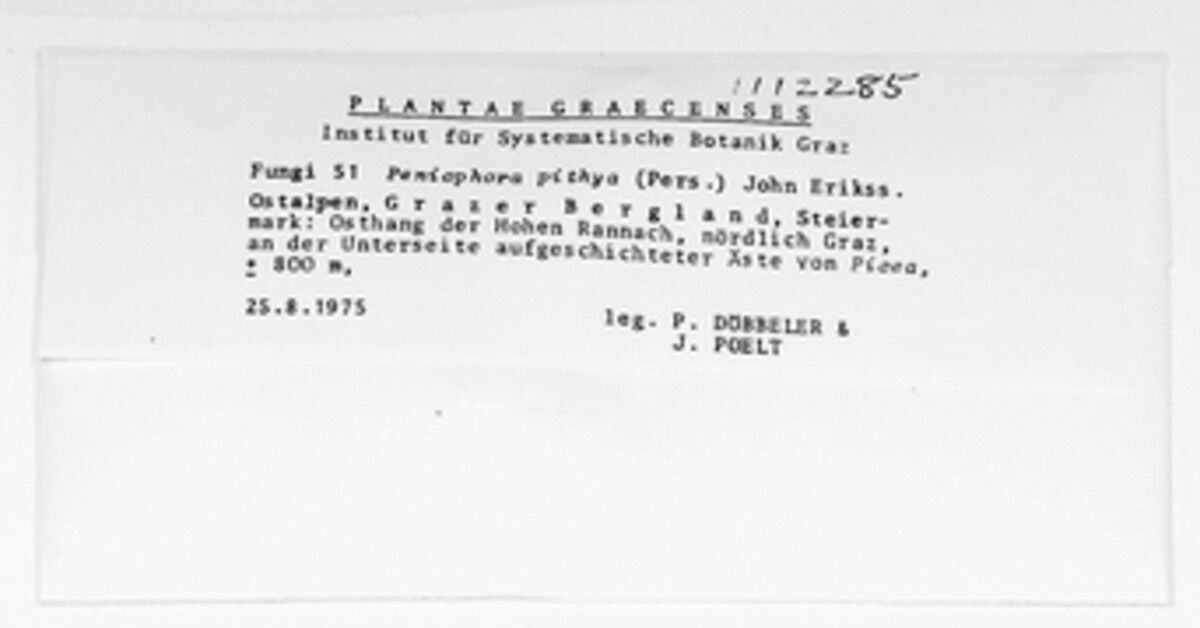 1112285
PLANTAE GRAECENSES
Institut für Systematische Botanik Graz
Fungi 51 Peniophora pithya (Pers.) John Erikss.
Ostalpen, Grazer Bergland, Steier-
mark: Osthang der Hohen Rannach, nördlich Graz,
an der Unterseite aufgeschichteter Äste von Picea,
± 800 m,
25.8.1975
leg. P. DÖBBELER &
J. POELT